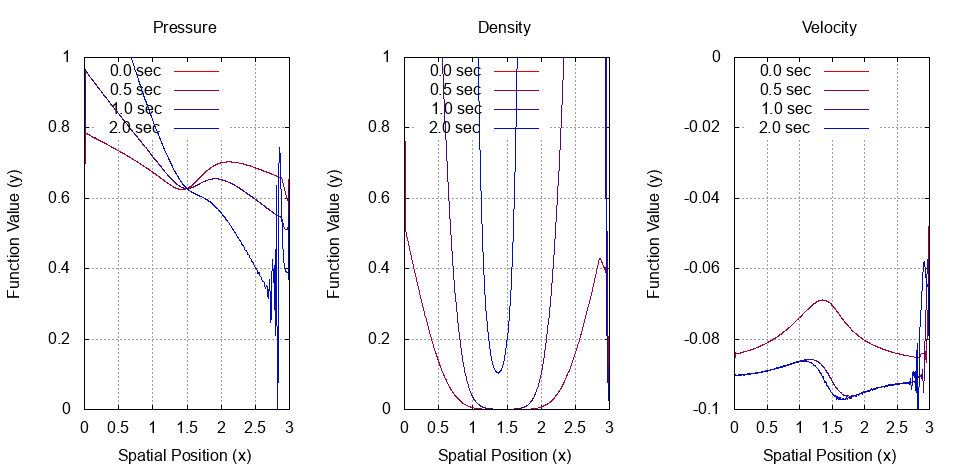 Pressure
Function Value (y)
1
0.8
0.6
0.4
0.2
0
0.0 sec
0.5 sec
1.0 sec
2.0 sec
0 0.5 1 1.5 2 2.5 3
Spatial Position (x)
Density
Function Value (y)
1
0.8
0.6
0.4
0.2
0
0.0 sec
0.5 sec
1.0 sec
2.0 sec
0 0.5 1 1.5 2 2.5 3
Spatial Position (x)
Velocity
Function Value (y)
0
-0.02
-0.04
-0.06
-0.08
-0.1
0.0 sec
0.5 sec
1.0 sec
2.0 sec
0 0.5 1 1.5 2 2.5 3
Spatial Position (x)